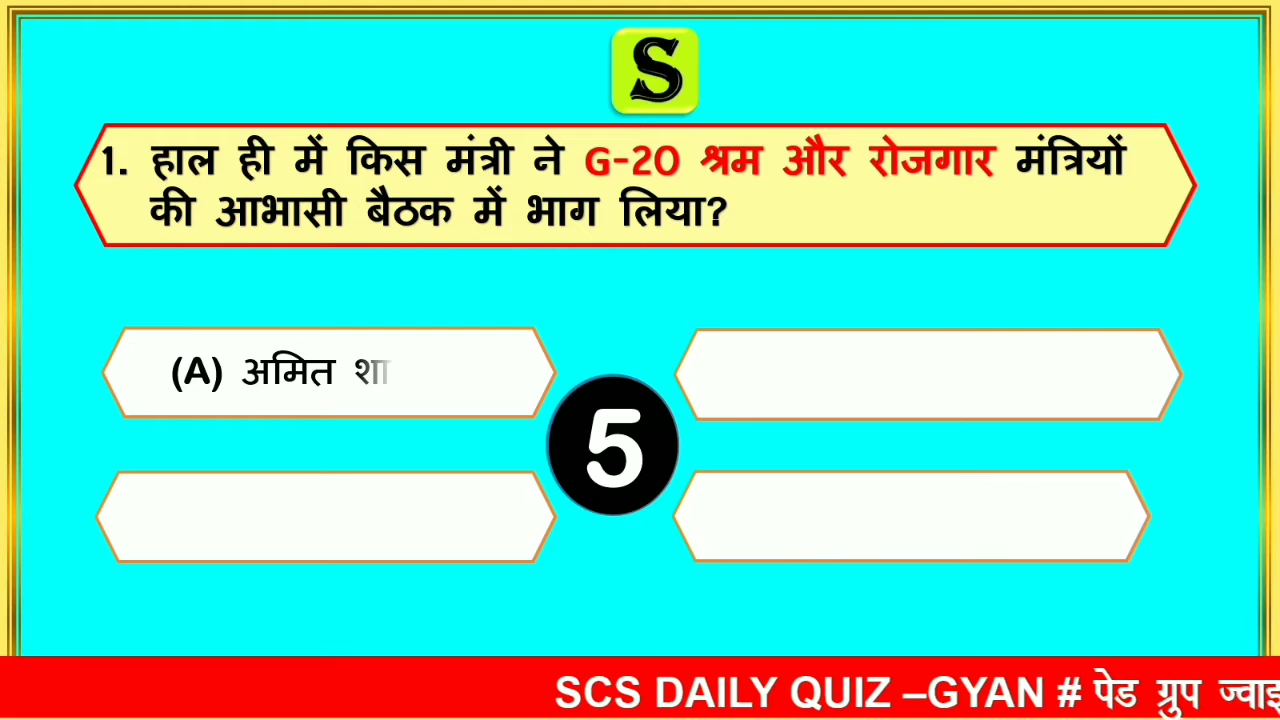 S
1. हाल ही में किस मंत्री ने G-20 श्रम और रोजगार मंत्रियों
की आभासी बैठक में भाग लिया?
(A) अमित
5
SCS DAILY QUIZ –GYAN # पेड ग्रुप